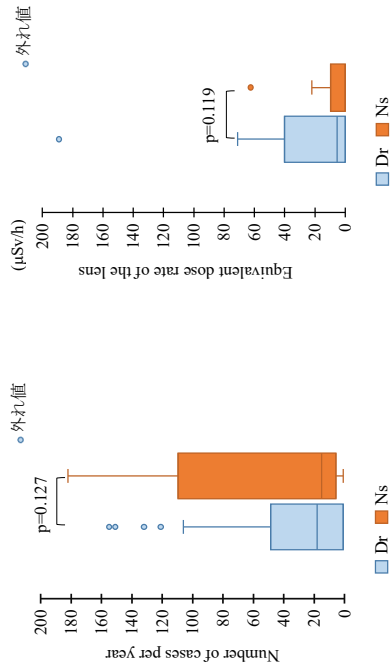 p=0.127
外れ値
200
180
160
140
120
100
80
60
40
20
0
Number of cases per year
Dr
Ns
外れ値
(μSv/h)
p=0.119
200
180
160
140
120
100
80
60
40
20
0
Equivalent dose rate of the lens
Dr
Ns